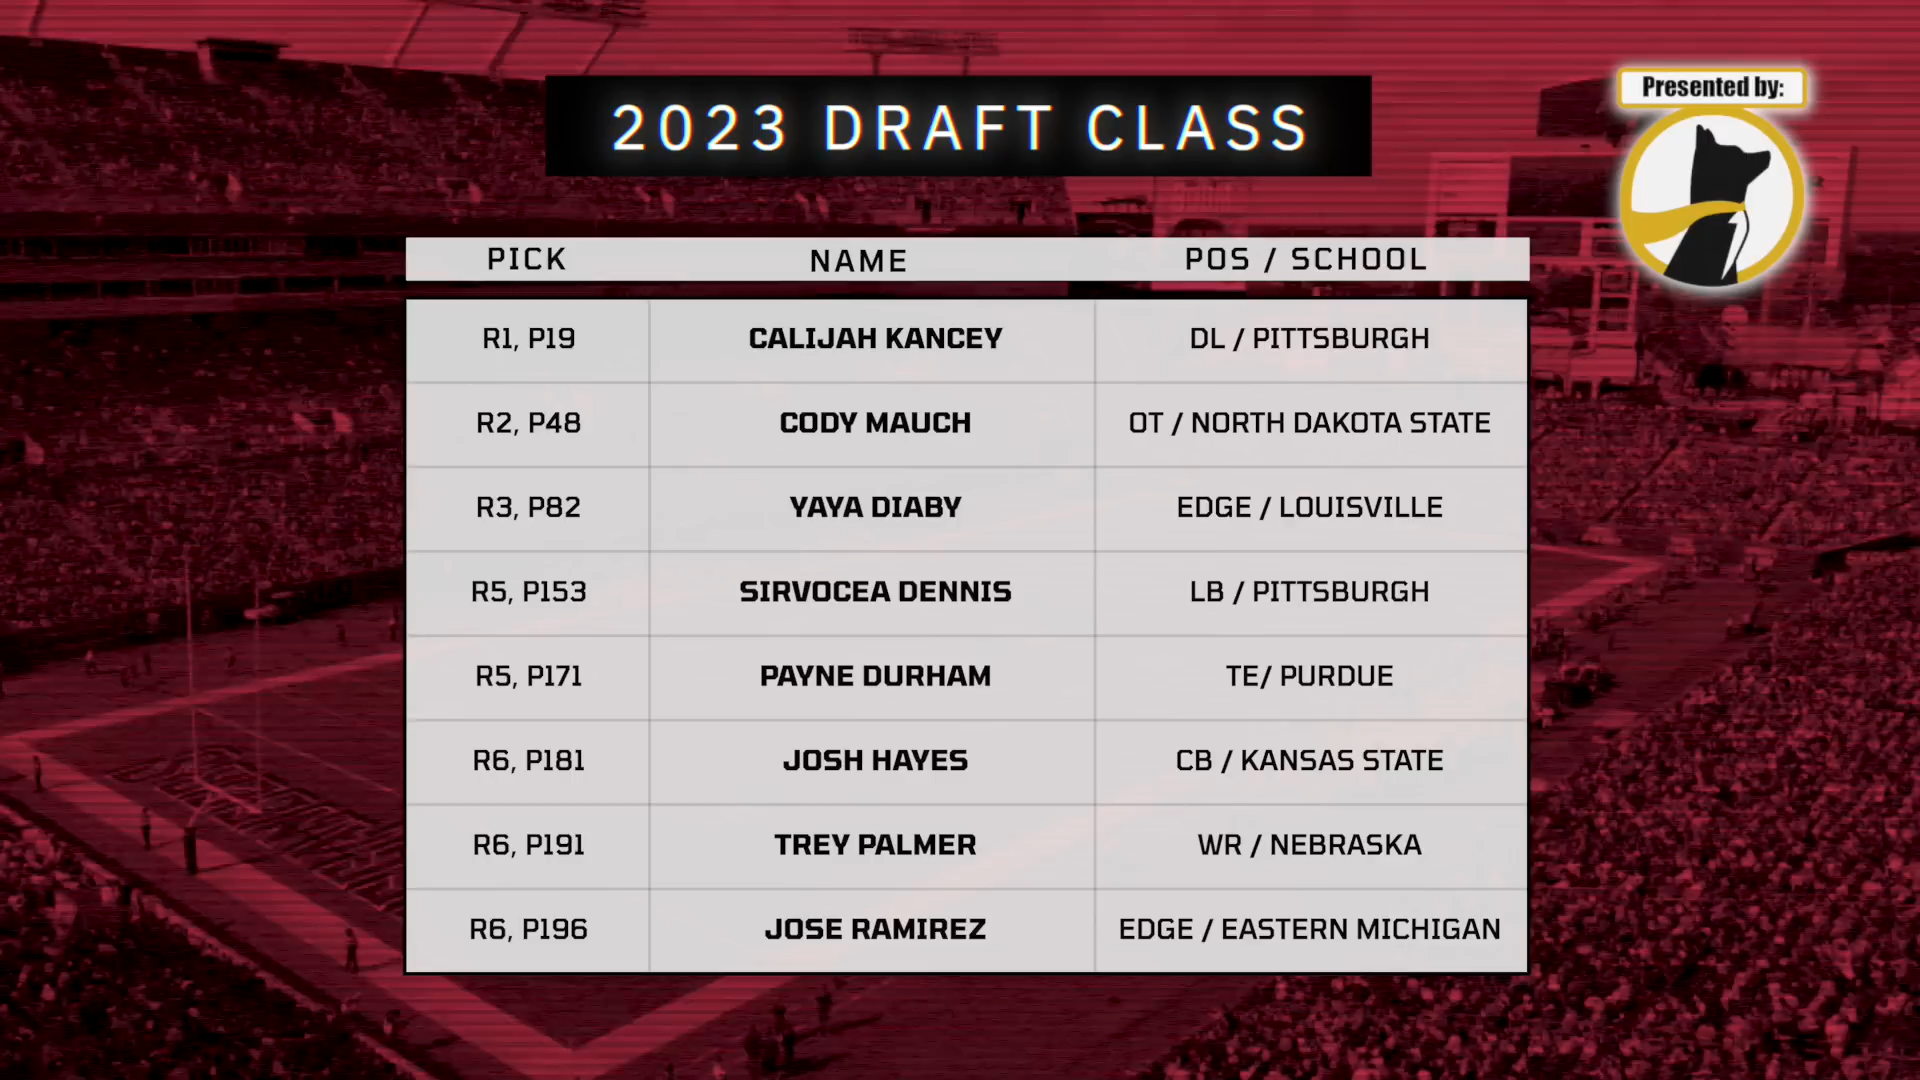 2023 DRAFT CLASS
Presented by:
PICK NAME POS / SCHOOL
R1, P19 CALIJAH KANCEY DL / PITTSBURGH
R2, P48 CODY MAUCH OT / NORTH DAKOTA STATE
R3, P82 YAYA DIABY EDGE / LOUISVILLE
R5, P153 SIRVOCEA DENNIS LB / PITTSBURGH
R5, P171 PAYNE DURHAM TE/ PURDUE
R6, P181 JOSH HAYES CB / KANSAS STATE
R6, P191 TREY PALMER WR / NEBRASKA
R6, P196 JOSE RAMIREZ EDGE / EASTERN MICHIGAN